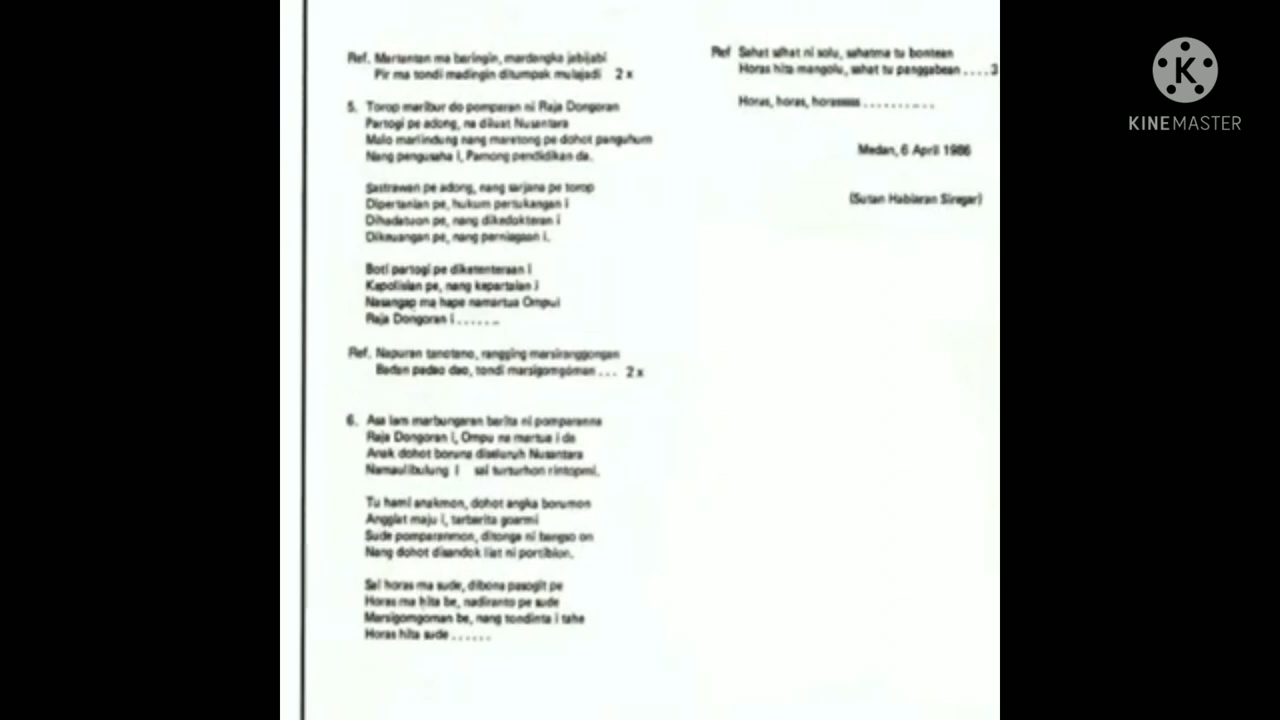 Ref. Martantan ma baringin, mardangka jabijabi
Pir ma tondi madingin ditumpak mulajadi 2 x
5. Torop maribur do pomparan ni Raja Dongoran
Partogi pe adong, na diluat Nusantara
Malo marlindung nang maretong pe dohot panguhum
Nang pengusaha i, Pamong pendidikan da.
Sastrawan pe adong, nang sarjana pe torop
Dipertanian pe, hukum pertukangan i
Dihadatuon pe, nang dikedokteran i
Dikeuangan pe, nang perniagaan i.
Boti partogi pe diketenteraan i
Kepolisian pe, nang kepartaian i
Nasangap ma hape namartua Ompui
Raja Dongoran i . . . . . . .
Ref. Napuran tanotano, rangging marsiranggongan
Badan padao dao, tondi marsigomgoman . . . 2 x
6. Asa lam marbungaran barita ni pomparanna
Raja Dongoran i, Ompu na martua i da
Anak dohot boruna diseluruh Nusantara
Namaulibulung i sai turturhon rintopmi.
Tu hami anakmon, dohot angka borumon
Anggiat maju i, tarberita goarmi
Sude pomparanmon, ditonga ni bangso on
Nang dohot disandok liat ni portibion.
Sai horas ma sude, dibona pasogit pe
Horas ma hita be, nadiranto pe sude
Marsigomgoman be, nang tondinta i tahe
Horas hita sude . . . . . .
Ref Sahat sihat ni solu, sahatma tu bontean
Horas hita mangolu, sahat tu panggabean . . . . 3
Horas, horas, horasssss . . . . . . . . . . .
Medan, 6 April 1986
(Sutan Habiaran Siregar)
K
KINEMASTER